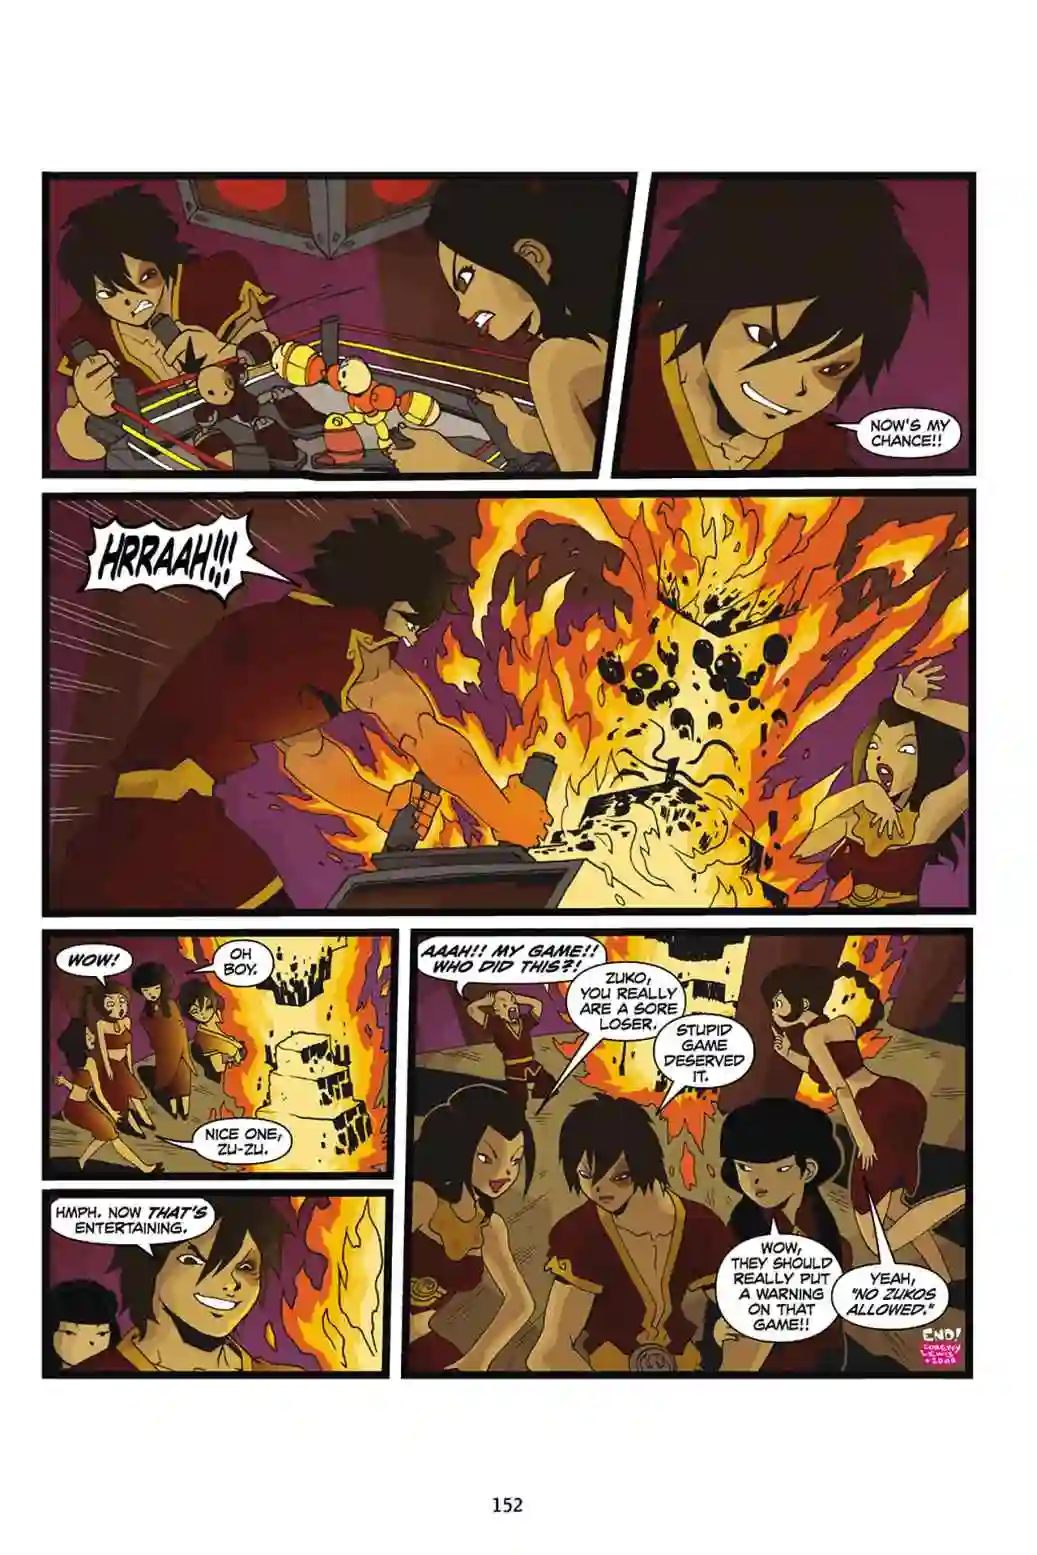 NOW'S MY
CHANCE!!
HRRAAH!!!
WOW!
OH
BOY.
NICE ONE,
ZU-ZU.
HMPH. NOW THAT'S
ENTERTAINING.
AAAH!! MY GAME!!
WHO DID THIS?!
ZUKO,
YOU REALLY
ARE A SORE
LOSER.
STUPID
GAME
DESERVED
IT.
WOW,
THEY SHOULD
REALLY PUT
A WARNING
ON THAT
GAME!!
YEAH,
"NO ZUKOS
ALLOWED."
END!
LEWIS
152